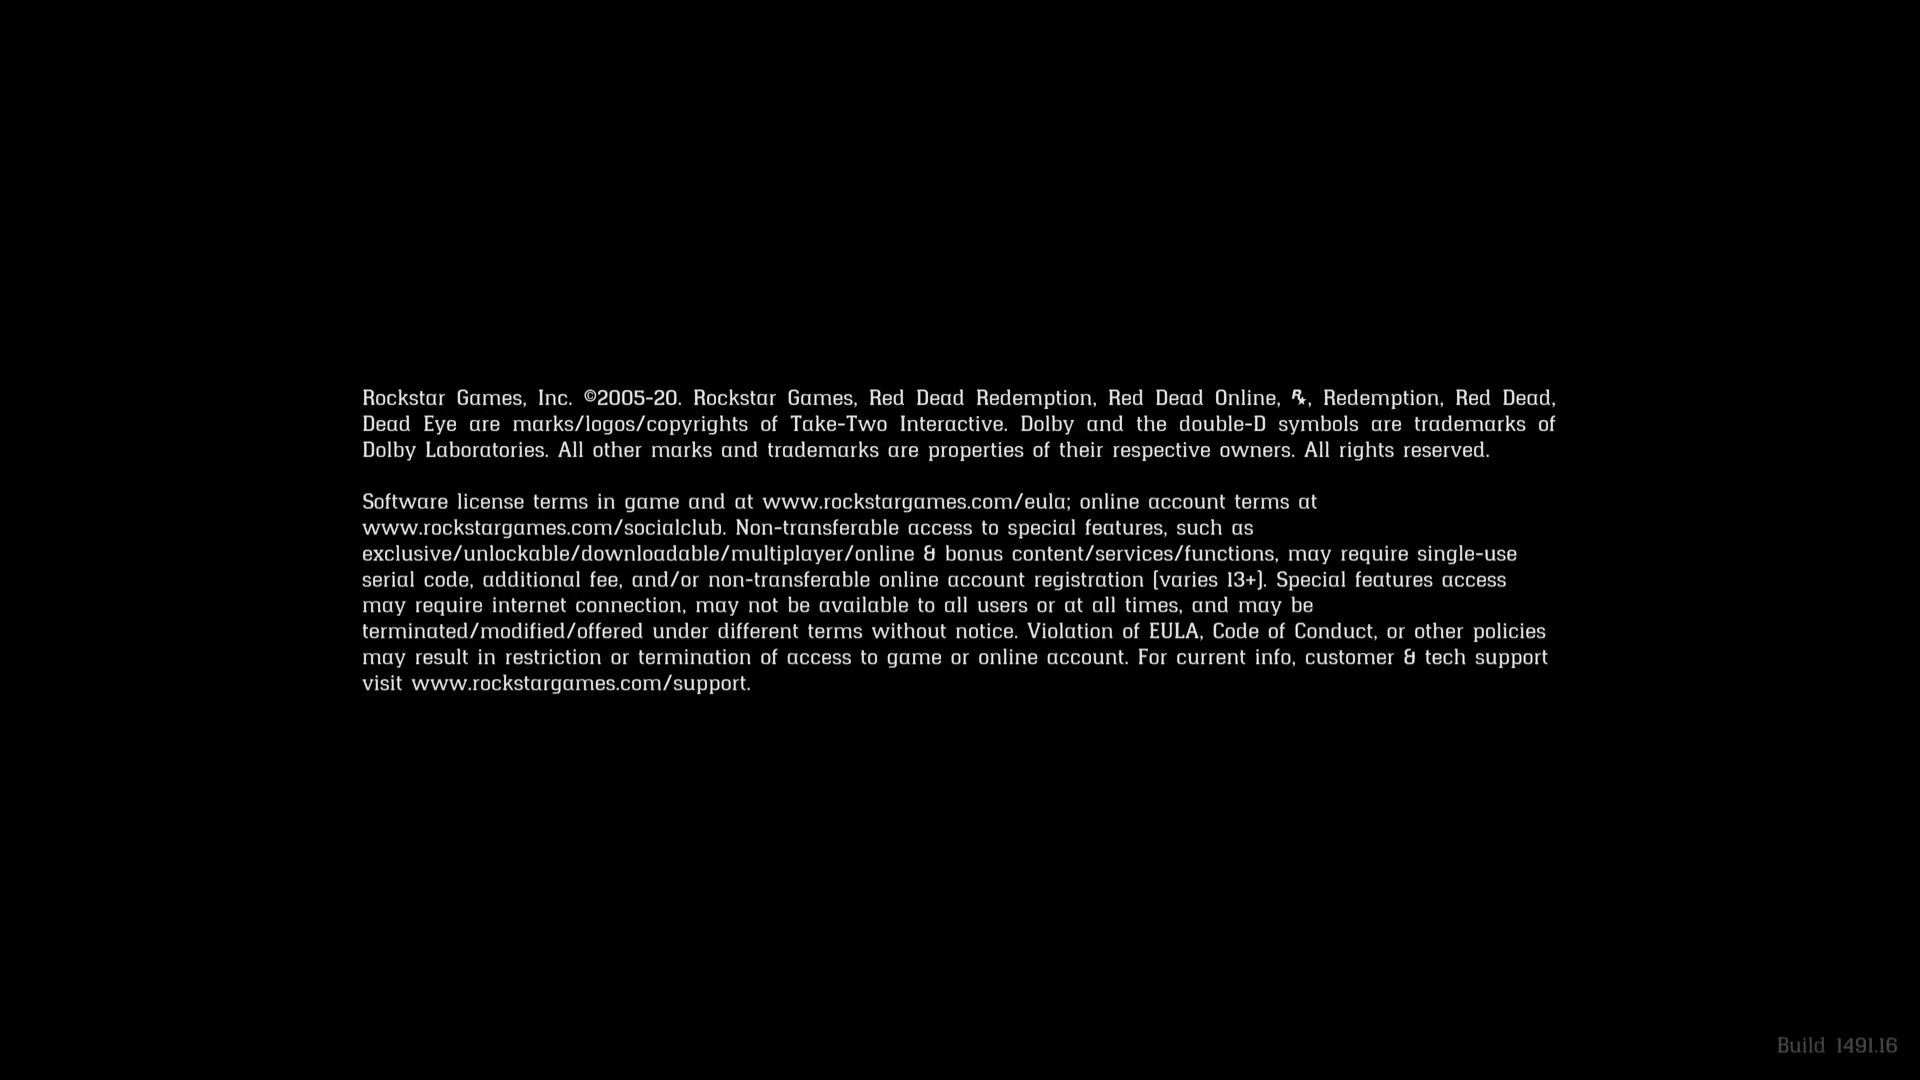 Rockstar Games, Inc. ©2005-20. Rockstar Games, Red Dead Redemption, Red Dead Online, R★, Redemption, Red Dead,
Dead Eye are marks/logos/copyrights of Take-Two Interactive. Dolby and the double-D symbols are trademarks of
Dolby Laboratories. All other marks and trademarks are properties of their respective owners. All rights reserved.
Software license terms in game and at www.rockstargames.com/eula; online account terms at
www.rockstargames.com/socialclub. Non-transferable access to special features, such as
exclusive/unlockable/downloadable/multiplayer/online & bonus content/services/functions, may require single-use
serial code, additional fee, and/or non-transferable online account registration (varies 13+). Special features access
may require internet connection, may not be available to all users or at all times, and may be
terminated/modified/offered under different terms without notice. Violation of EULA, Code of Conduct, or other policies
may result in restriction or termination of access to game or online account. For current info, customer & tech support
visit www.rockstargames.com/support.
Build 1491.16